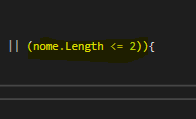 || (nome.Length <= 2)){